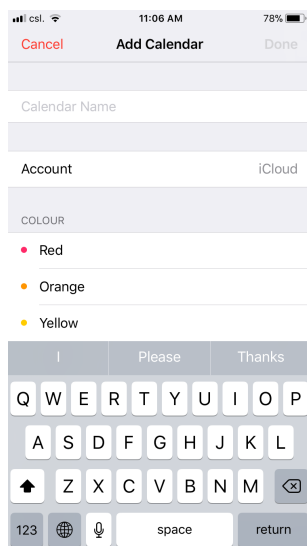 csl. 11:06 AM 78%
Cancel Add Calendar Done
Calendar Name
Account iCloud
COLOUR
Red
Orange
Yellow
I Please Thanks
Q W E R T Y U I O P
A S D F G H J K L
Z X C V B N M
123 space return